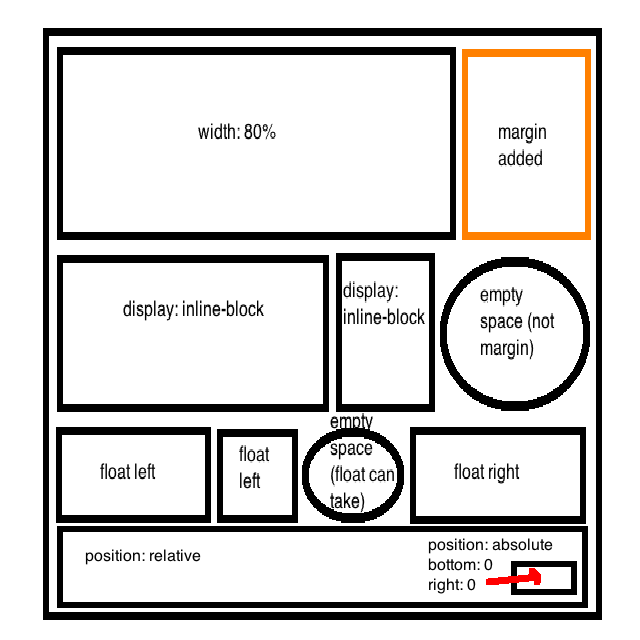 width: 80%
margin
added
display: inline-block
display:
inline-block
empty
space (not
margin)
float left
float
left
empty
space
(float can
take)
float right
position: relative
position: absolute
bottom: 0
right: 0